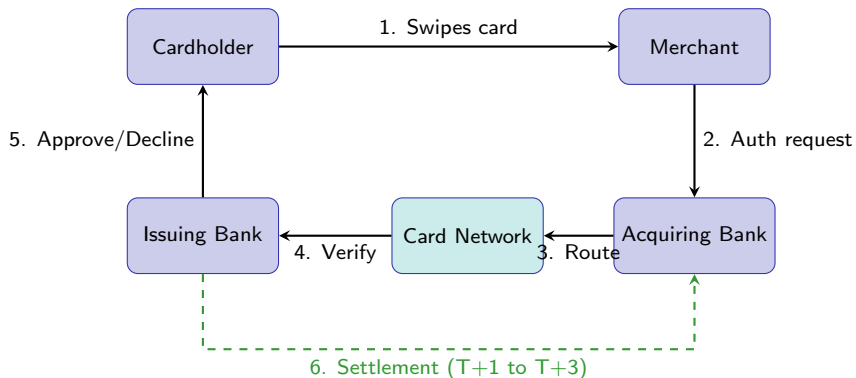 1. Swipes card
Cardholder
Merchant
5. Approve/Decline
2. Auth request
Issuing Bank
Card Network
Acquiring Bank
4. Verify
3. Route
6. Settlement (T+1 to T+3)